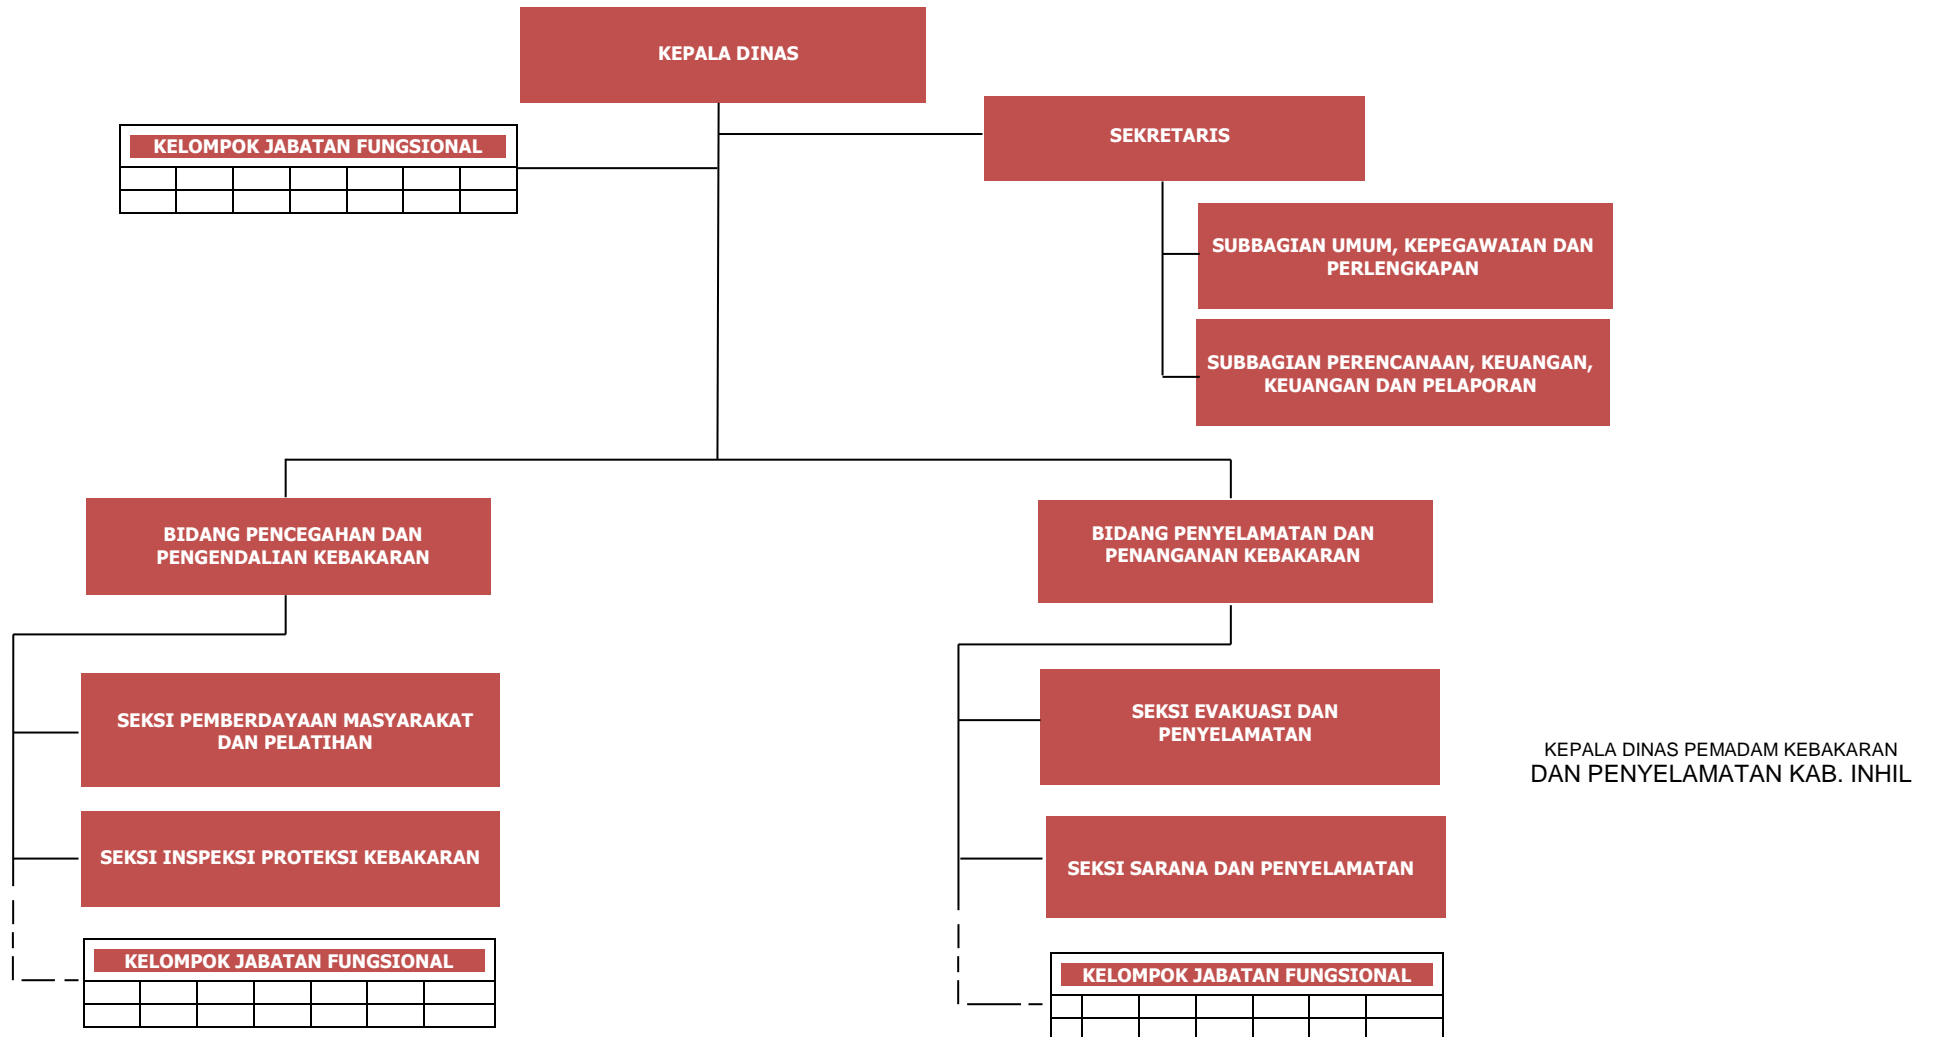 KEPALA DINAS
KELOMPOK JABATAN FUNGSIONAL
SEKRETARIS
SUBBAGIAN UMUM, KEPEGAWAIAN DAN
PERLENGKAPAN
SUBBAGIAN PERENCANAAN, KEUANGAN,
KEUANGAN DAN PELAPORAN
BIDANG PENCEGAHAN DAN
PENGENDALIAN KEBAKARAN
BIDANG PENYELAMATAN DAN
PENANGANAN KEBAKARAN
SEKSI PEMBERDAYAAN MASYARAKAT
DAN PELATIHAN
SEKSI INSPEKSI PROTEKSI KEBAKARAN
KELOMPOK JABATAN FUNGSIONAL
SEKSI EVAKUASI DAN
PENYELAMATAN
SEKSI SARANA DAN PENYELAMATAN
KELOMPOK JABATAN FUNGSIONAL
KEPALA DINAS PEMADAM KEBAKARAN
DAN PENYELAMATAN KAB. INHIL